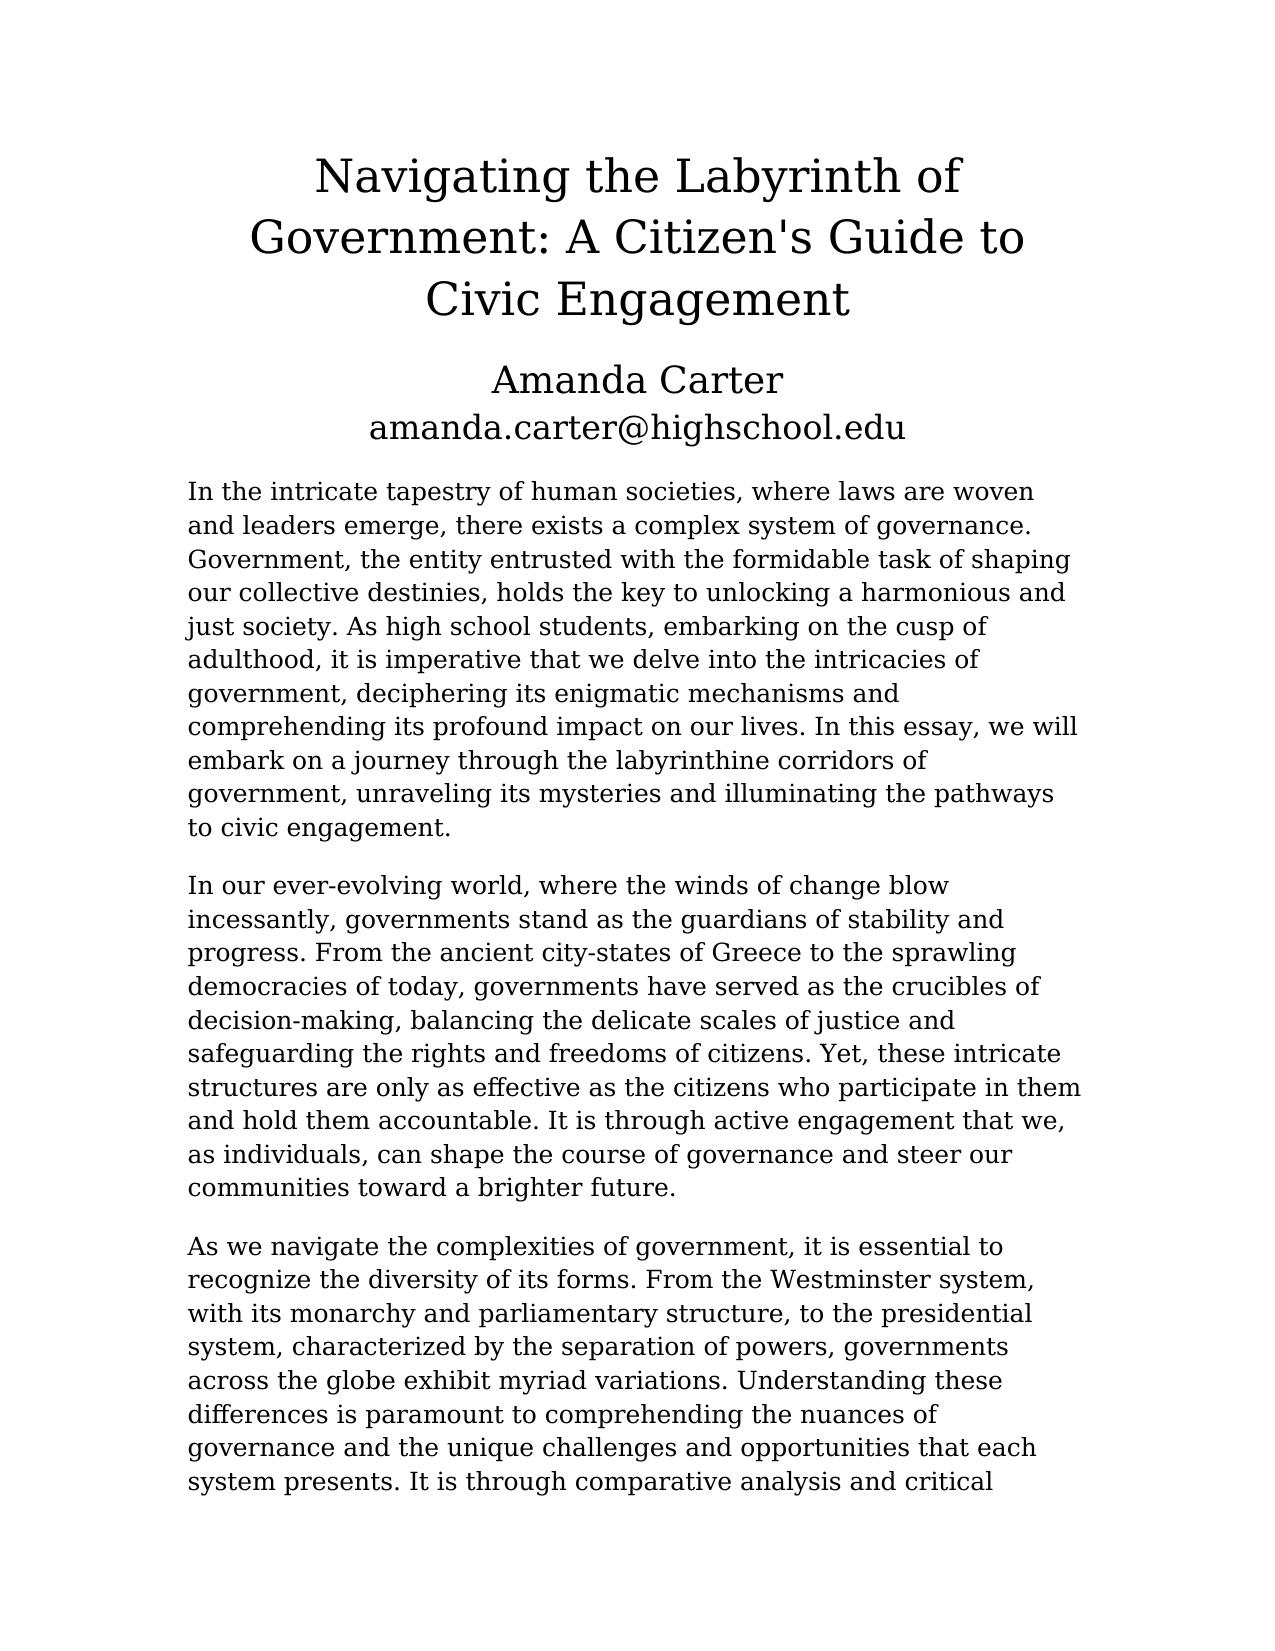 Navigating the Labyrinth of
Government: A Citizen's Guide to
Civic Engagement
Amanda Carter
amanda.carter@highschool.edu
In the intricate tapestry of human societies, where laws are woven
and leaders emerge, there exists a complex system of governance.
Government, the entity entrusted with the formidable task of shaping
our collective destinies, holds the key to unlocking a harmonious and
just society. As high school students, embarking on the cusp of
adulthood, it is imperative that we delve into the intricacies of
government, deciphering its enigmatic mechanisms and
comprehending its profound impact on our lives. In this essay, we will
embark on a journey through the labyrinthine corridors of
government, unraveling its mysteries and illuminating the pathways
to civic engagement.
In our ever-evolving world, where the winds of change blow
incessantly, governments stand as the guardians of stability and
progress. From the ancient city-states of Greece to the sprawling
democracies of today, governments have served as the crucibles of
decision-making, balancing the delicate scales of justice and
safeguarding the rights and freedoms of citizens. Yet, these intricate
structures are only as effective as the citizens who participate in them
and hold them accountable. It is through active engagement that we,
as individuals, can shape the course of governance and steer our
communities toward a brighter future.
As we navigate the complexities of government, it is essential to
recognize the diversity of its forms. From the Westminster system,
with its monarchy and parliamentary structure, to the presidential
system, characterized by the separation of powers, governments
across the globe exhibit myriad variations. Understanding these
differences is paramount to comprehending the nuances of
governance and the unique challenges and opportunities that each
system presents. It is through comparative analysis and critical